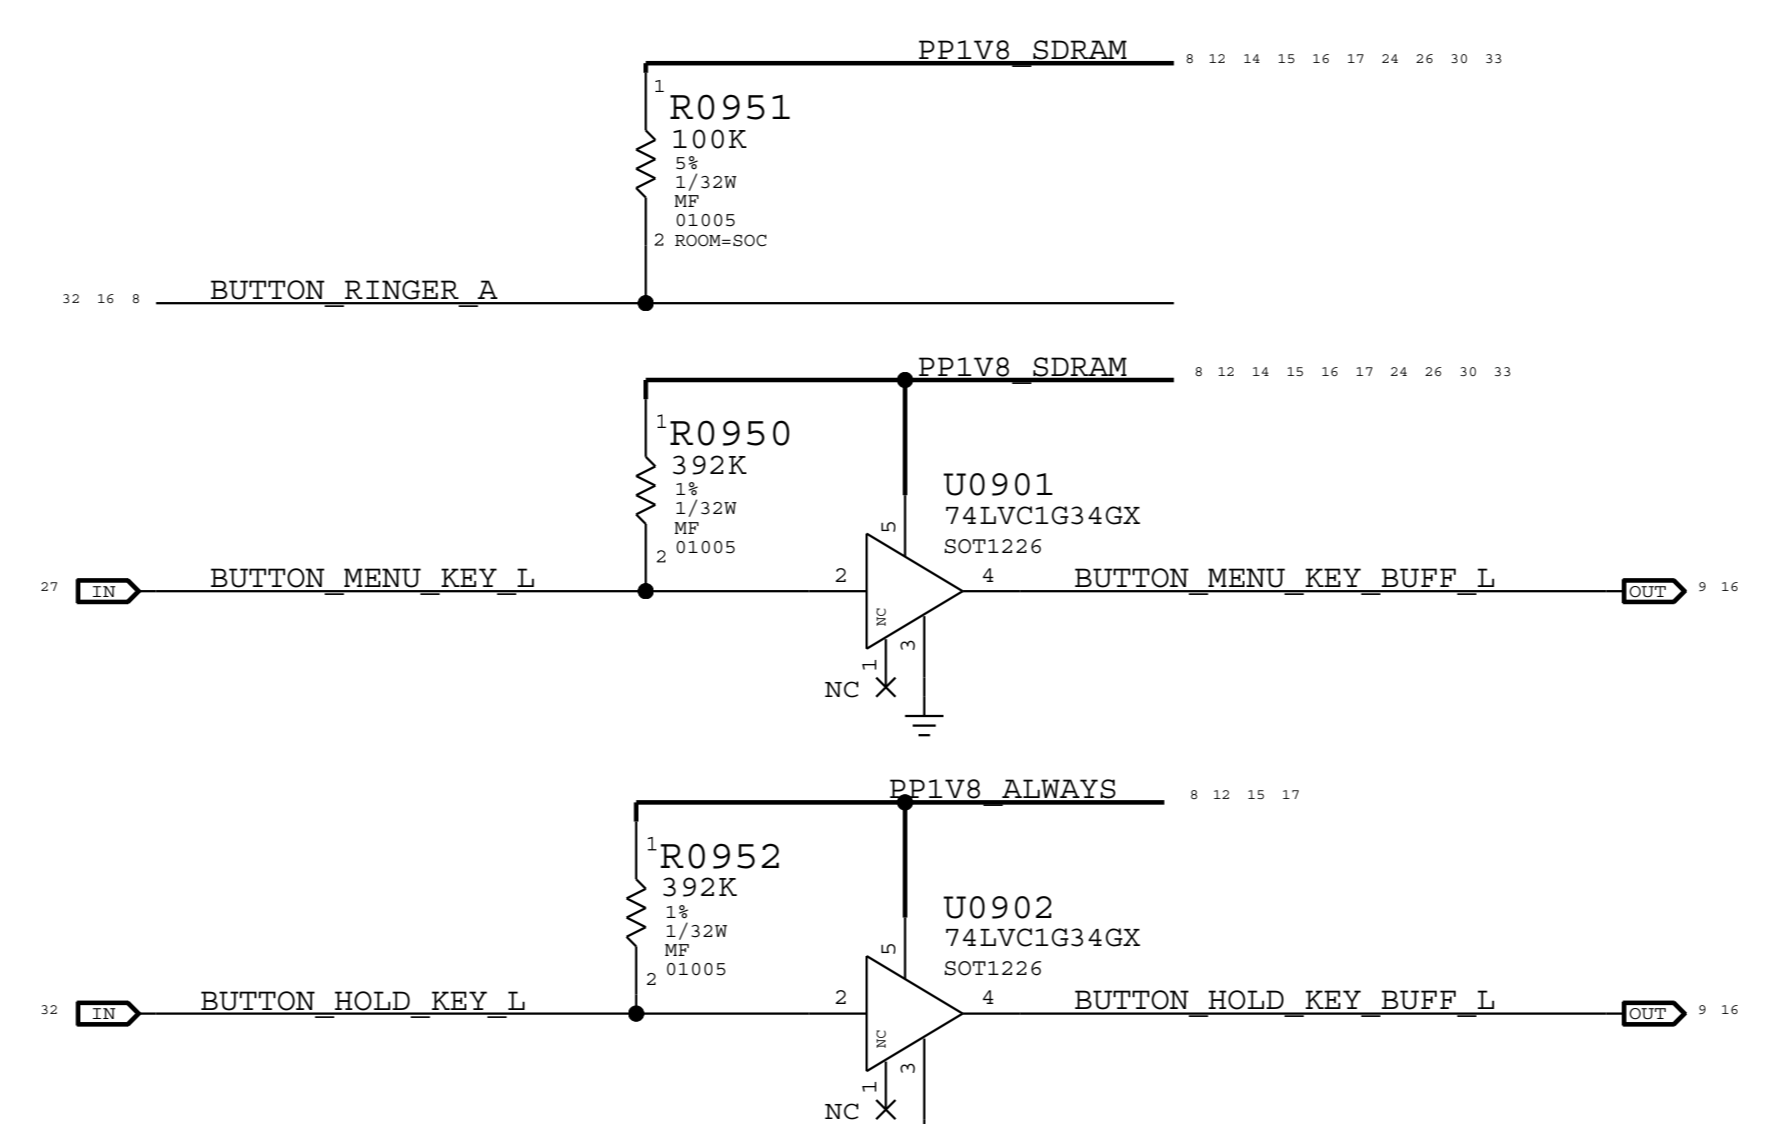 PP1V8_SDRAM 8 12 14 15 16 17 24 26 30 33
1
R0951
100K
5%
1/32W
MF
01005
2 ROOM=SOC
32 16 8 BUTTON_RINGER_A
PP1V8_SDRAM 8 12 14 15 16 17 24 26 30 33
1
R0950
392K
1%
1/32W
MF
01005
2
U0901
74LVC1G34GX
SOT1226
5
27 IN BUTTON_MENU_KEY_L 2 4 BUTTON_MENU_KEY_BUFF_L OUT 9 16
NC
1 3
NC
PP1V8_ALWAYS 8 12 15 17
1
R0952
392K
1%
1/32W
MF
01005
2
U0902
74LVC1G34GX
SOT1226
5
32 IN BUTTON_HOLD_KEY_L 2 4 BUTTON_HOLD_KEY_BUFF_L OUT 9 16
NC
1 3
NC